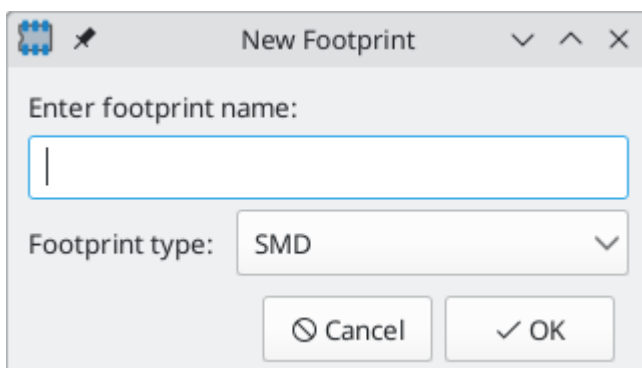 New Footprint
Enter footprint name:
Footprint type: SMD
Cancel OK